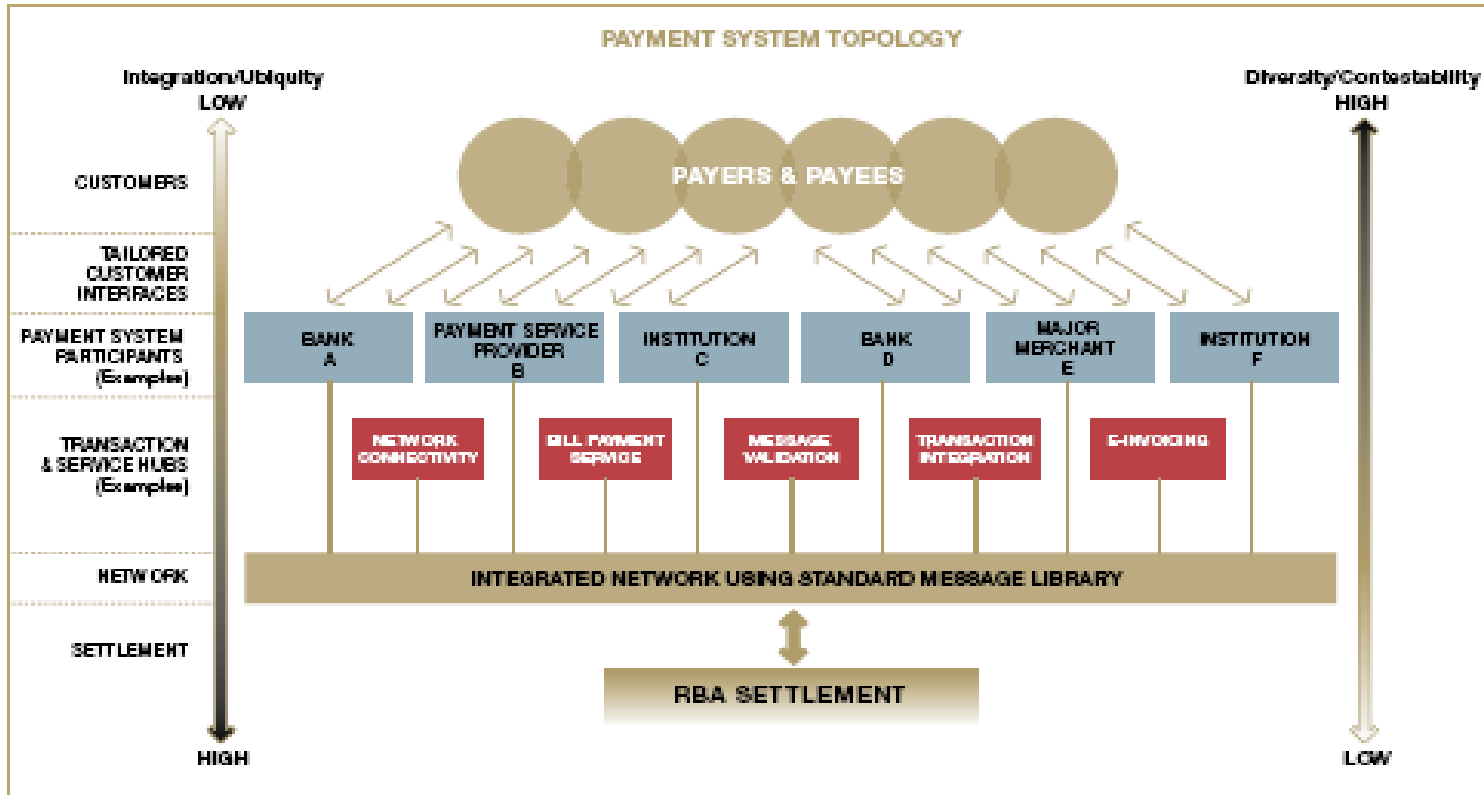 PAYMENT SYSTEM TOPOLOGY
Integration/Ubiquity
LOW
Diversity/Contestability
HIGH
CUSTOMERS
PAYERS & PAYEES
TAILORED
CUSTOMER
INTERFACES
PAYMENT SYSTEM
PARTICIPANTS
(Examples)
BANK
A
PAYMENT SERVICE
PROVIDER
B
INSTITUTION
C
BANK
D
MAJOR
MERCHANT
E
INSTITUTION
F
TRANSACTION
& SERVICE HUBS
(Examples)
NETWORK
CONNECTIVITY
BILL PAYMENT
SERVICE
MESSAGE
VALIDATION
TRANSACTION
INTEGRATION
E-INVOICING
NETWORK
INTEGRATED NETWORK USING STANDARD MESSAGE LIBRARY
SETTLEMENT
RBA SETTLEMENT
HIGH
LOW